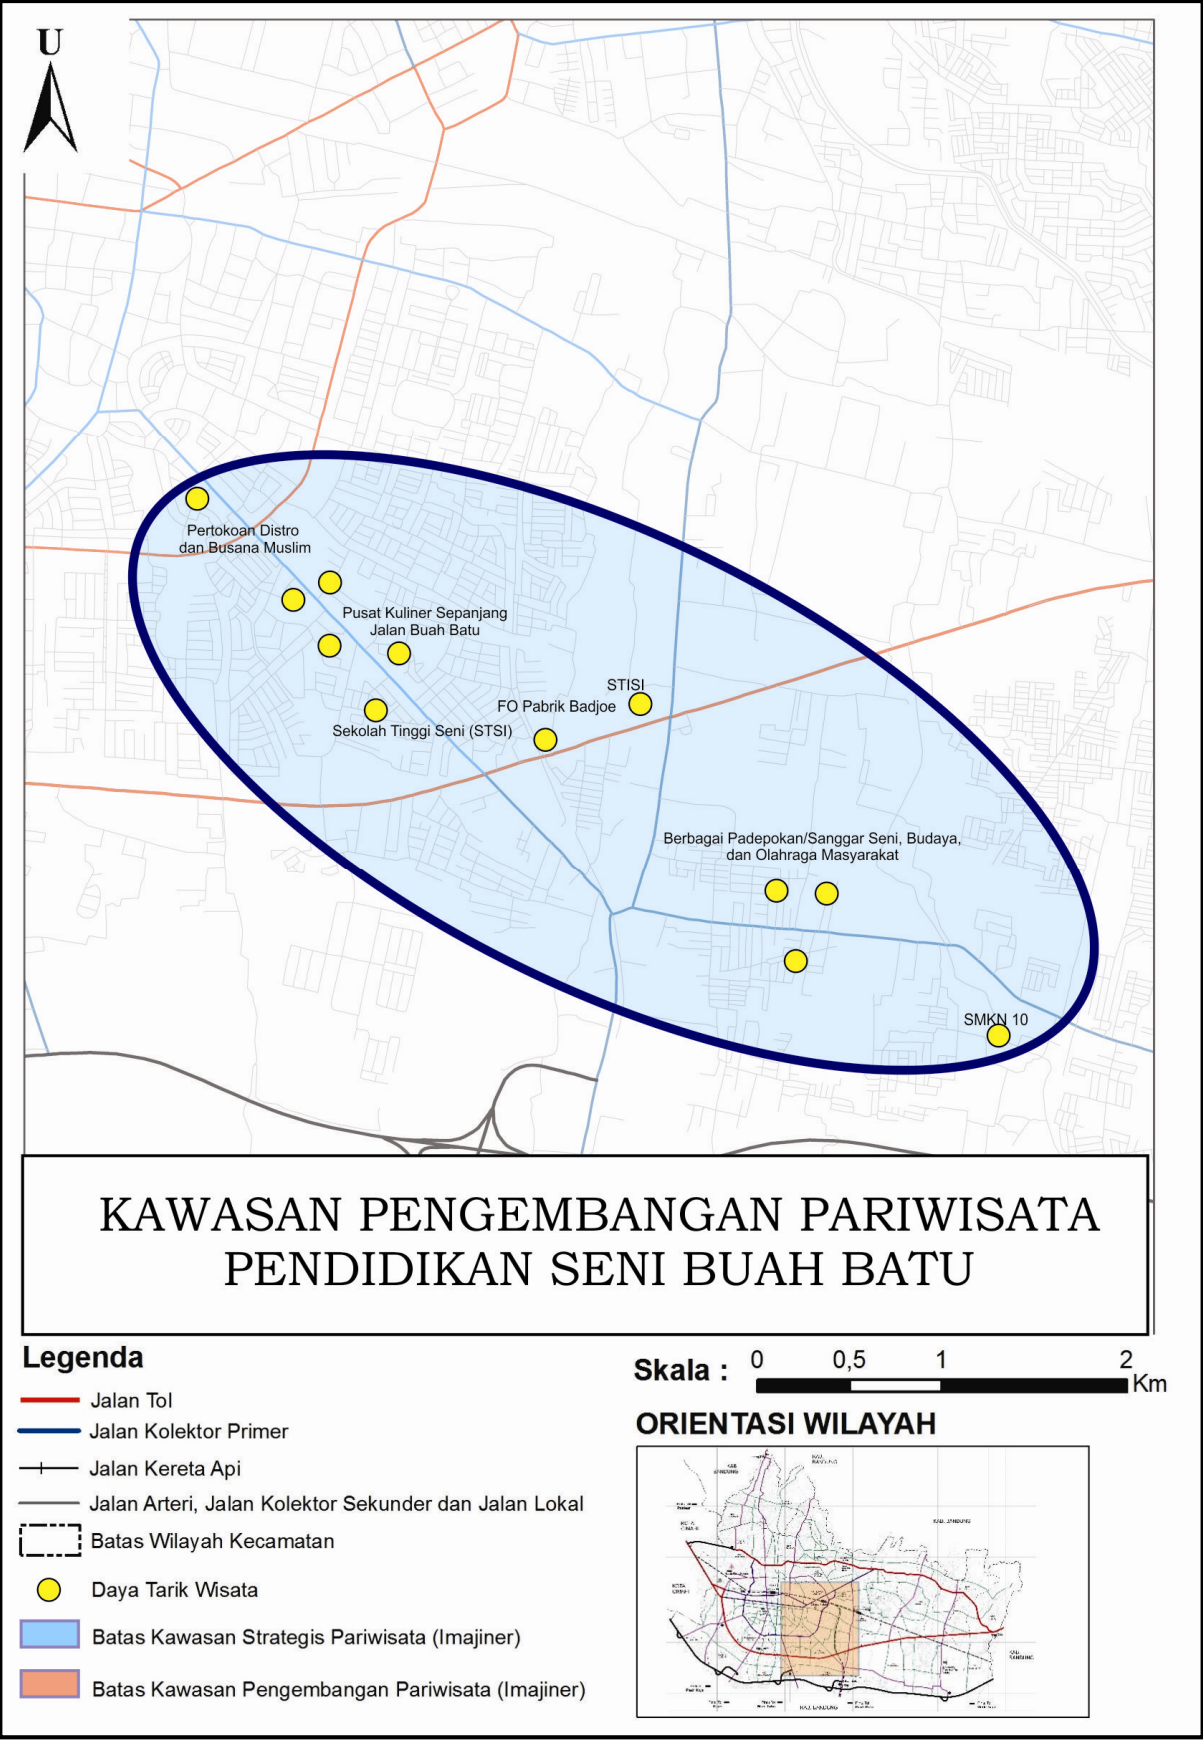 U
Pertokoan Distro
dan Busana Muslim
Pusat Kuliner Sepanjang
Jalan Buah Batu
STISI
FO Pabrik Badjoe
Sekolah Tinggi Seni (STSI)
Berbagai Padepokan/Sanggar Seni, Budaya,
dan Olahraga Masyarakat
SMKN 10
KAWASAN PENGEMBANGAN PARIWISATA
PENDIDIKAN SENI BUAH BATU
Legenda
Jalan Tol
Jalan Kolektor Primer
Jalan Kereta Api
Jalan Arteri, Jalan Kolektor Sekunder dan Jalan Lokal
Batas Wilayah Kecamatan
Daya Tarik Wisata
Batas Kawasan Strategis Pariwisata (Imajiner)
Batas Kawasan Pengembangan Pariwisata (Imajiner)
Skala :
0 0,5 1 2
Km
ORIENTASI WILAYAH
KAB. BANDUNG